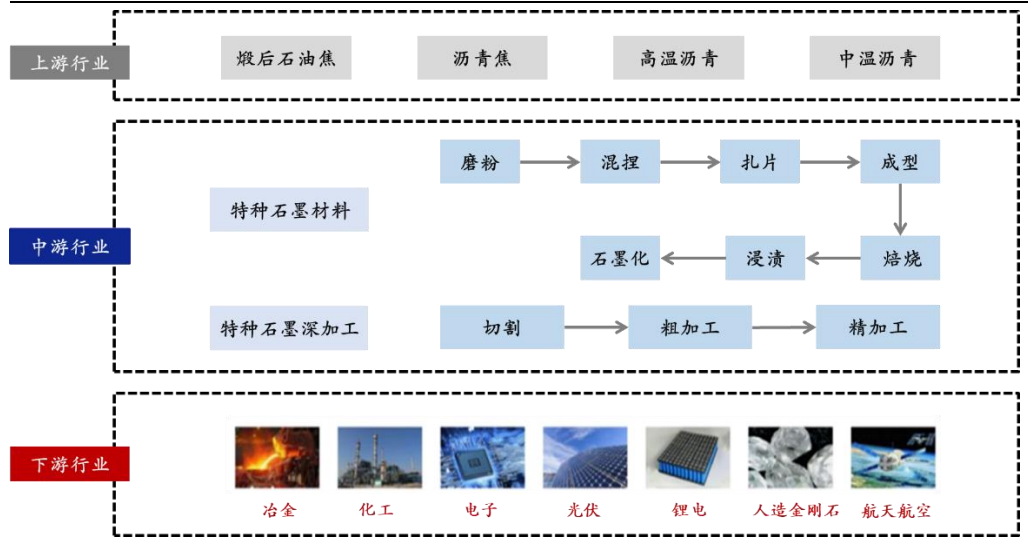 上游行业
煅后石油焦 沥青焦 高温沥青 中温沥青
中游行业
特种石墨材料
磨粉 混捏 扎片 成型
石墨化 浸渍 焙烧
特种石墨深加工
切割 粗加工 精加工
下游行业
冶金 化工 电子 光伏 锂电 人造金刚石 航天航空